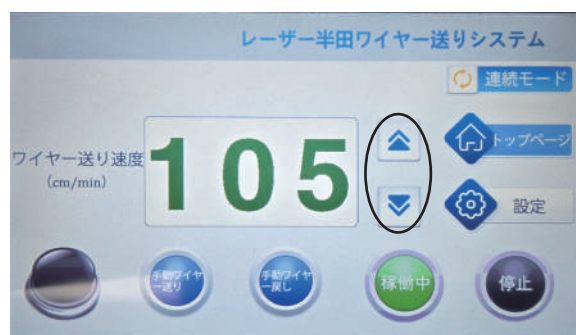 レーザー半田ワイヤー送りシステム
連続モード
ワイヤー送り速度
(cm/min)
105
トップページ
設定
手動ワイヤ
ー送り
手動ワイヤ
ー戻し
稼働中
停止